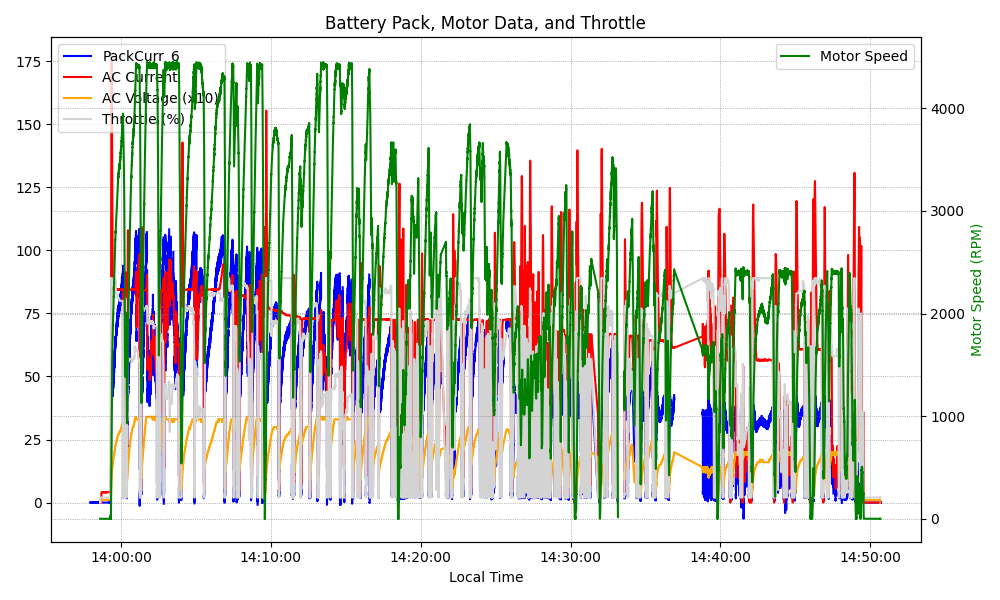 Battery Pack, Motor Data, and Throttle
PackCurr_6
AC Current
AC Voltage (x10)
Throttle (%)
Motor Speed
175
150
125
100
75
50
25
0
4000
3000
2000
1000
0
Motor Speed (RPM)
14:00:00
14:10:00
14:20:00
14:30:00
14:40:00
14:50:00
Local Time